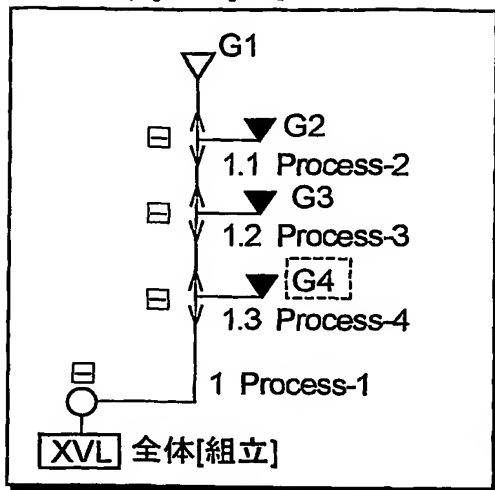 G1
G2
1.1 Process-2
G3
1.2 Process-3
G4
1.3 Process-4
1 Process-1
XVL 全体[組立]